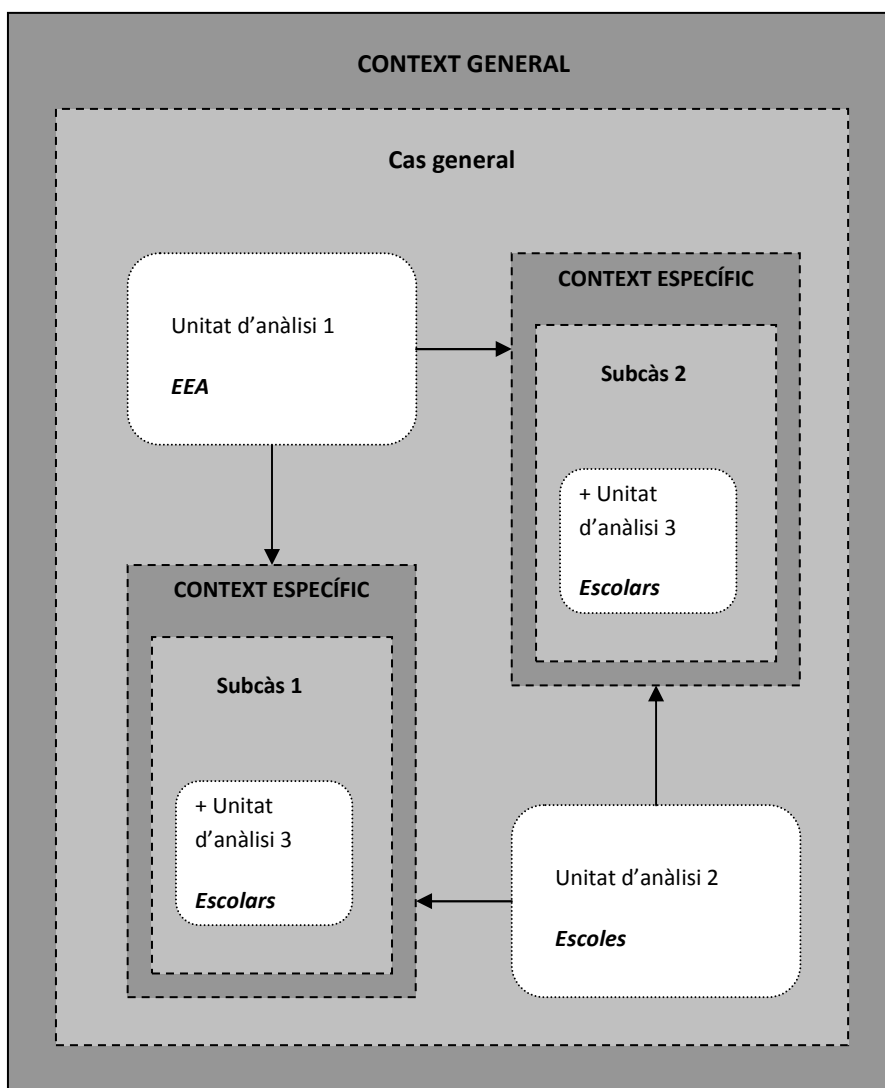 CONTEXT GENERAL
Cas general
Unitat d’anàlisi 1
EEA
CONTEXT ESPECÍFIC
Subcàs 2
+ Unitat
d’anàlisi 3
Escolars
CONTEXT ESPECÍFIC
Subcàs 1
+ Unitat
d’anàlisi 3
Escolars
Unitat d’anàlisi 2
Escoles